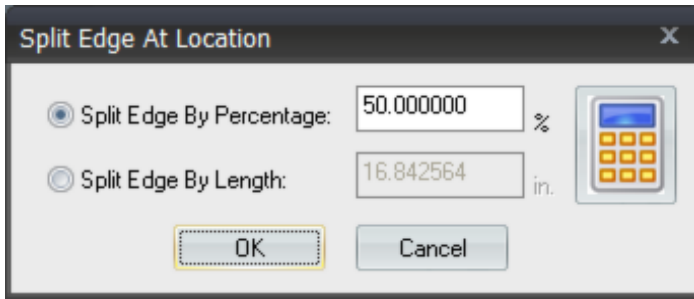 Split Edge At Location x
Split Edge By Percentage: 50.000000 %
Split Edge By Length: 16.842564 in.
OK Cancel